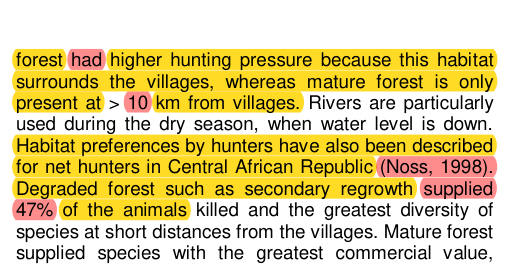 forest had higher hunting pressure because this habitat
surrounds the villages, whereas mature forest is only
present at > 10 km from villages. Rivers are particularly
used during the dry season, when water level is down.
Habitat preferences by hunters have also been described
for net hunters in Central African Republic (Noss, 1998).
Degraded forest such as secondary regrowth supplied
47% of the animals killed and the greatest diversity of
species at short distances from the villages. Mature forest
supplied species with the greatest commercial value,